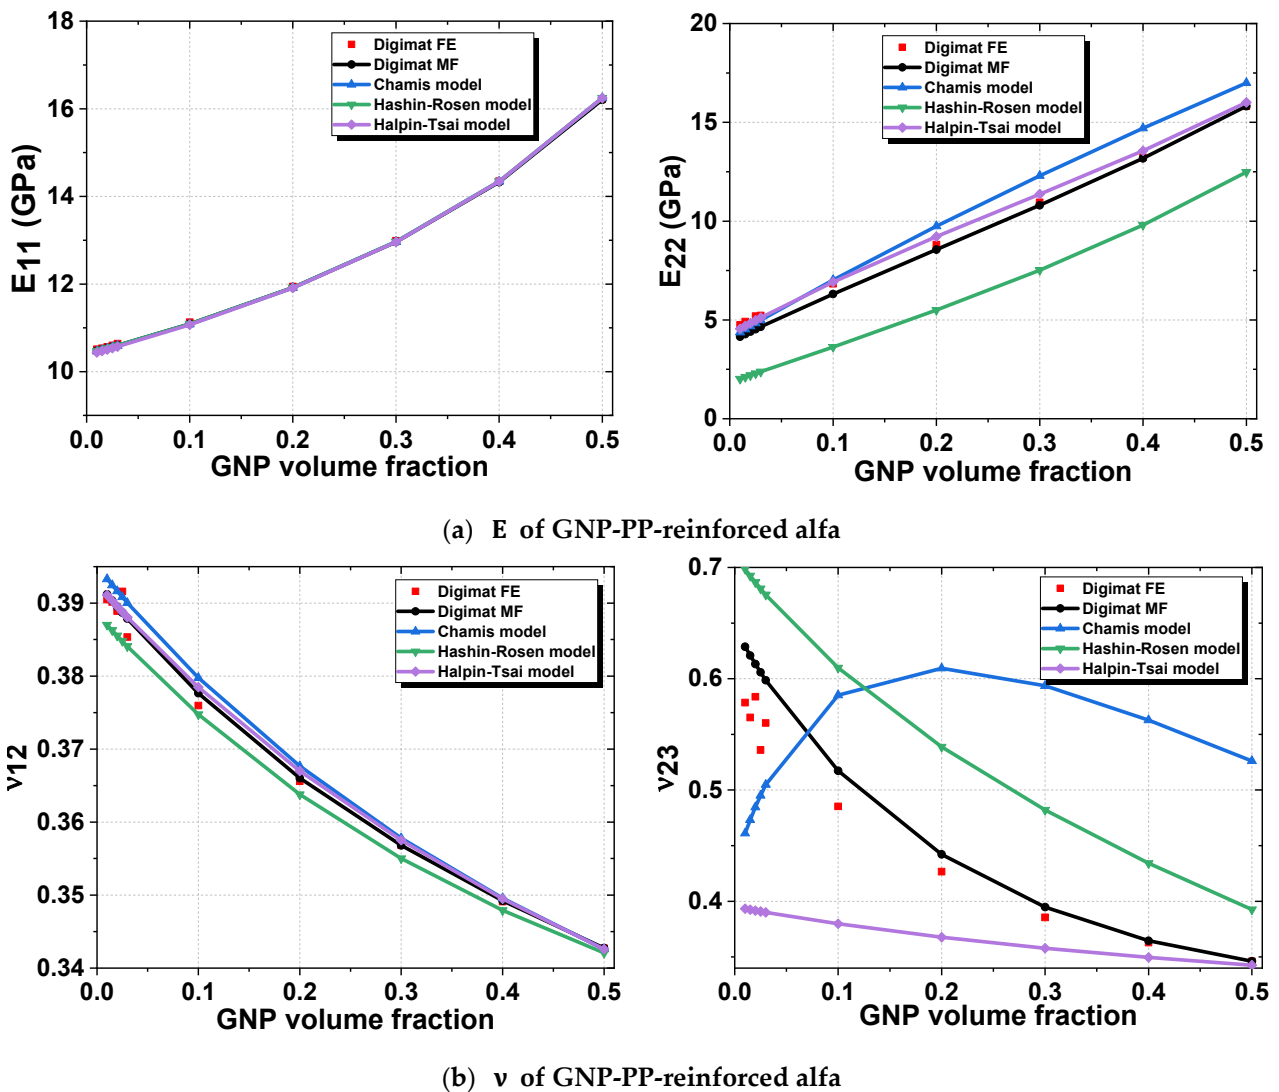 18
16
14
12
10
E11 (GPa)
Digimat FE
Digimat MF
Chamis model
Hashin-Rosen model
Halpin-Tsai model
0.0 0.1 0.2 0.3 0.4 0.5
GNP volume fraction
20
15
10
5
0
E22 (GPa)
Digimat FE
Digimat MF
Chamis model
Hashin-Rosen model
Halpin-Tsai model
0.0 0.1 0.2 0.3 0.4 0.5
GNP volume fraction
(a) E of GNP-PP-reinforced alfa
0.39
0.38
0.37
0.36
0.35
0.34
ν12
Digimat FE
Digimat MF
Chamis model
Hashin-Rosen model
Halpin-Tsai model
0.0 0.1 0.2 0.3 0.4 0.5
GNP volume fraction
0.7
0.6
0.5
0.4
ν23
Digimat FE
Digimat MF
Chamis model
Hashin-Rosen model
Halpin-Tsai model
0.0 0.1 0.2 0.3 0.4 0.5
GNP volume fraction
(b) ν of GNP-PP-reinforced alfa